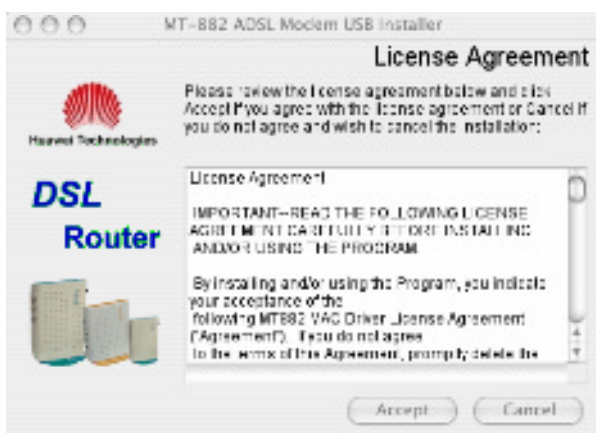 MT-882 ADSL Modem USB Installer
License Agreement
Please review the license agreement below and click
Accept if you agree with the license agreement or Cancel if
you do not agree and wish to cancel the installation:
Huawei Technologies
DSL
Router
License Agreement
IMPORTANT--READ THE FOLLOWING LICENSE
AGREEMENT CAREFULLY BEFORE INSTALLING
AND/OR USING THE PROGRAM.
By installing and/or using the Program, you indicate
your acceptance of the
following MT882 MAC Driver License Agreement
("Agreement"). If you do not agree
to the terms of this Agreement, promptly delete the
Accept
Cancel